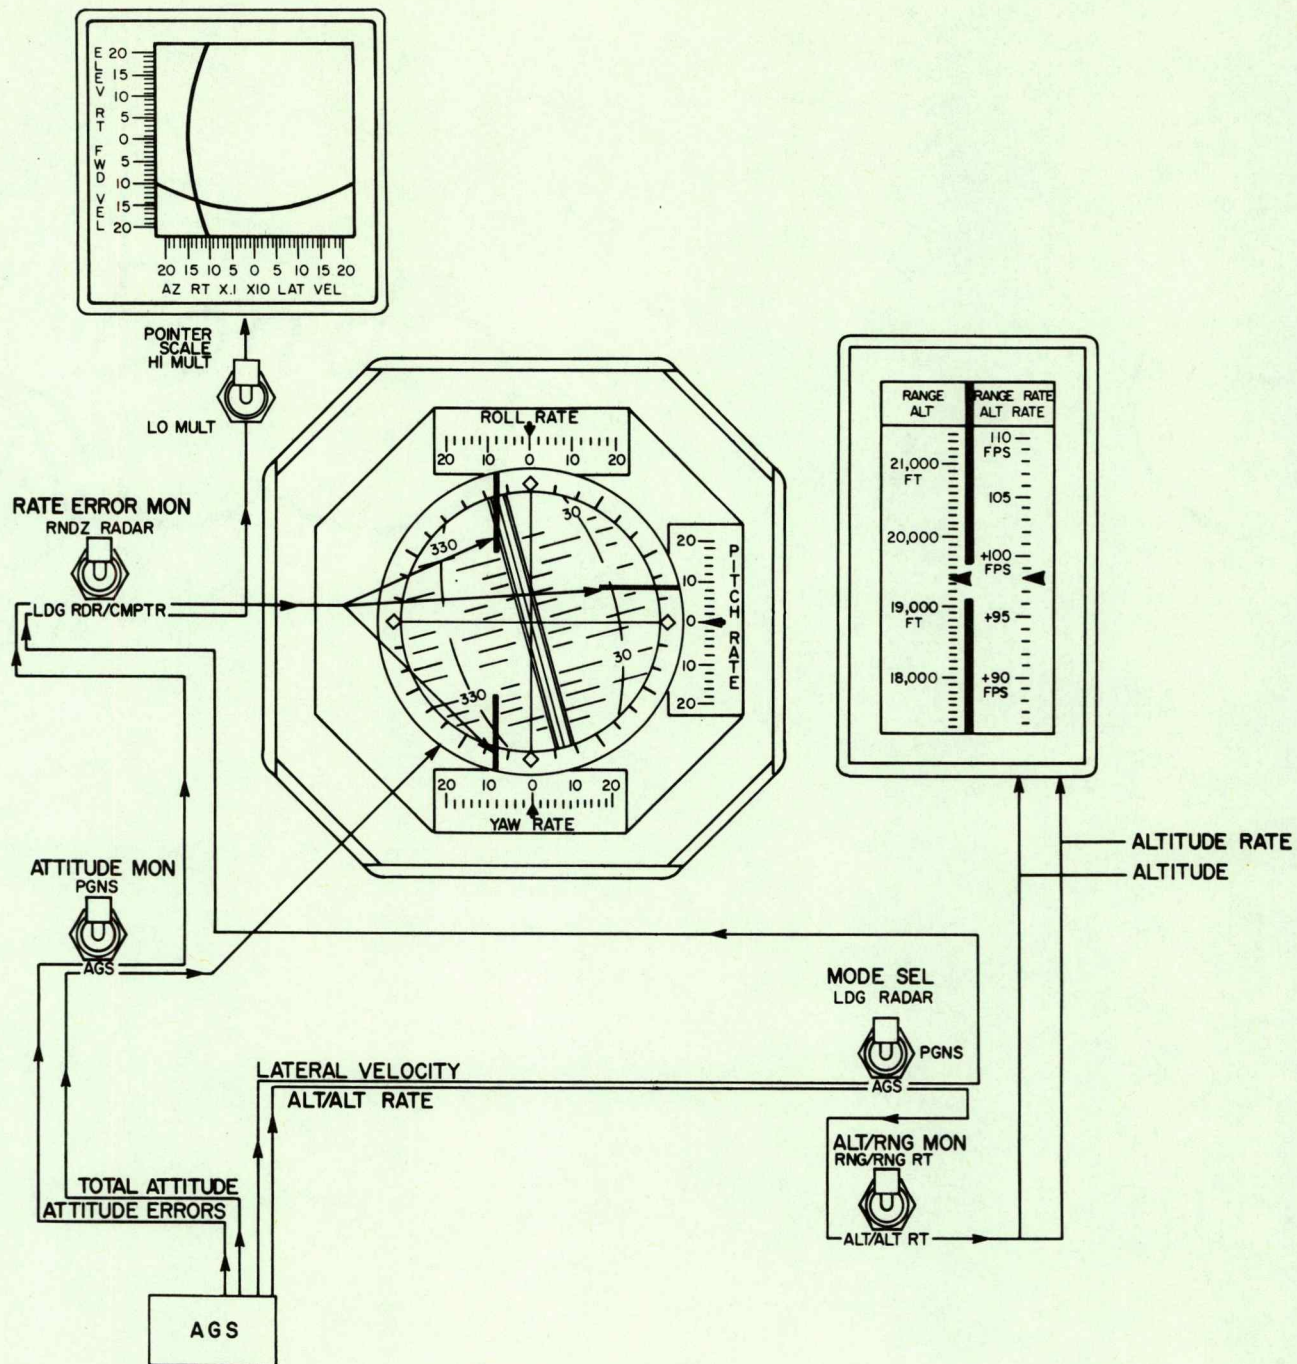 ELEV RT FWD VEL
20
15
10
5
0
5
10
15
20
20 15 10 5 0 5 10 15 20
AZ RT X.1 X10 LAT VEL
POINTER
SCALE
HI MULT
LO MULT
RATE ERROR MON
RNDZ RADAR
LDG RDR/CMPTR
ROLL RATE
20 10 0 10 20
30
330
30
330
20
10
0
10
20
PITCH RATE
20 10 0 10 20
YAW RATE
RANGE
ALT
RANGE RATE
ALT RATE
21,000
FT
20,000
19,000
FT
18,000
110
FPS
105
+100
FPS
+95
+90
FPS
ALTITUDE RATE
ALTITUDE
ATTITUDE MON
PGNS
AGS
MODE SEL
LDG RADAR
PGNS
AGS
LATERAL VELOCITY
ALT/ALT RATE
ALT/RNG MON
RNG/RNG RT
ALT/ALT RT
TOTAL ATTITUDE
ATTITUDE ERRORS
AGS